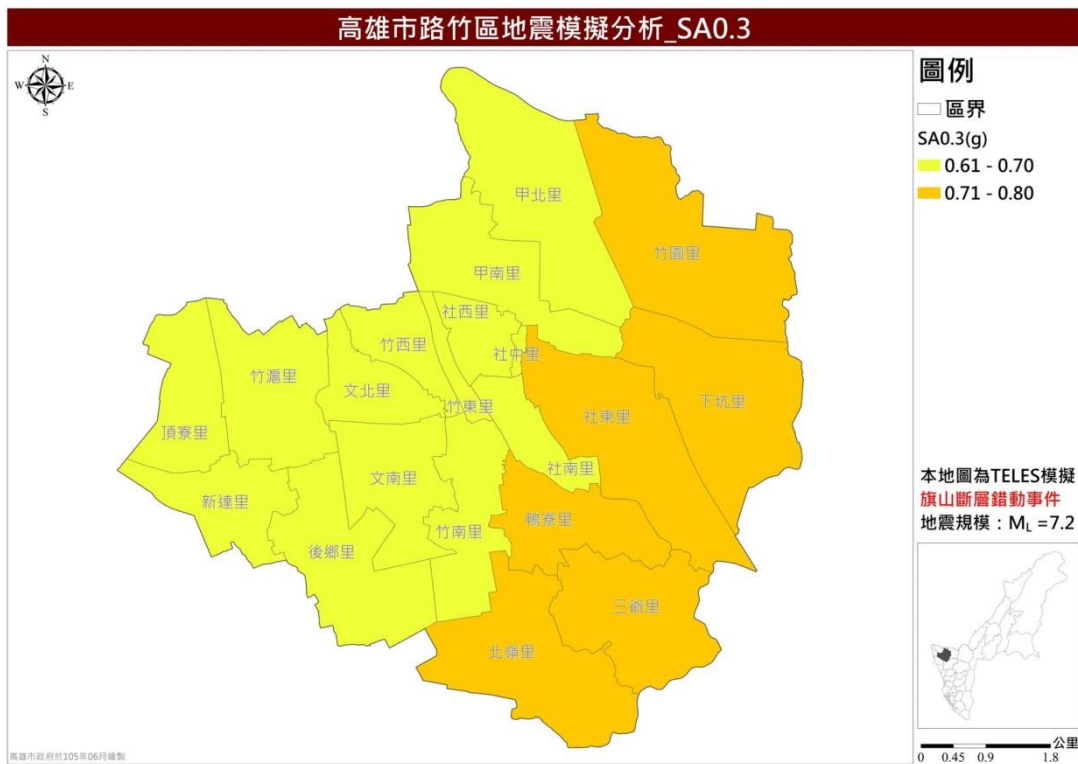 高雄市路竹區地震模擬分析_SA0.3
N
W
E
S
圖例
區界
SA0.3(g)
0.61 - 0.70
0.71 - 0.80
甲北里
竹園里
甲南里
社西里
竹西里
社中里
竹滬里
文北里
竹東里
社東里
下坑里
頂寮里
社南里
文南里
新達里
鴨寮里
竹南里
後鄉里
三爺里
北嶺里
本地圖為TELES模擬
旗山斷層錯動事件
地震規模：ML =7.2
公里
0 0.45 0.9 1.8
高雄市政府於105年06月繪製